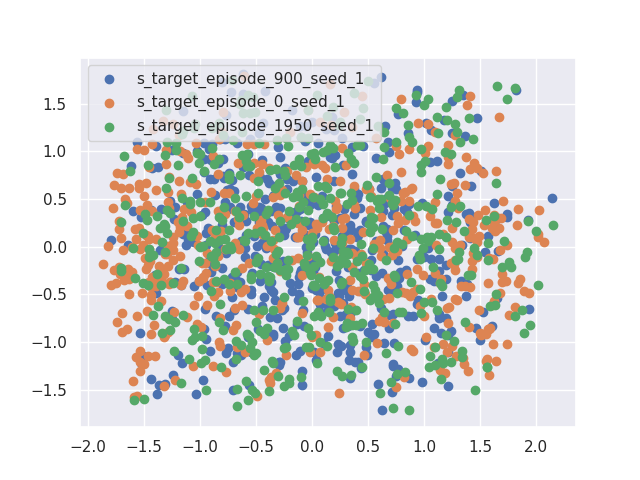 s_target_episode_900_seed_1
s_target_episode_0_seed_1
s_target_episode_1950_seed_1
1.5
1.0
0.5
0.0
−0.5
−1.0
−1.5
−2.0 −1.5 −1.0 −0.5 0.0 0.5 1.0 1.5 2.0